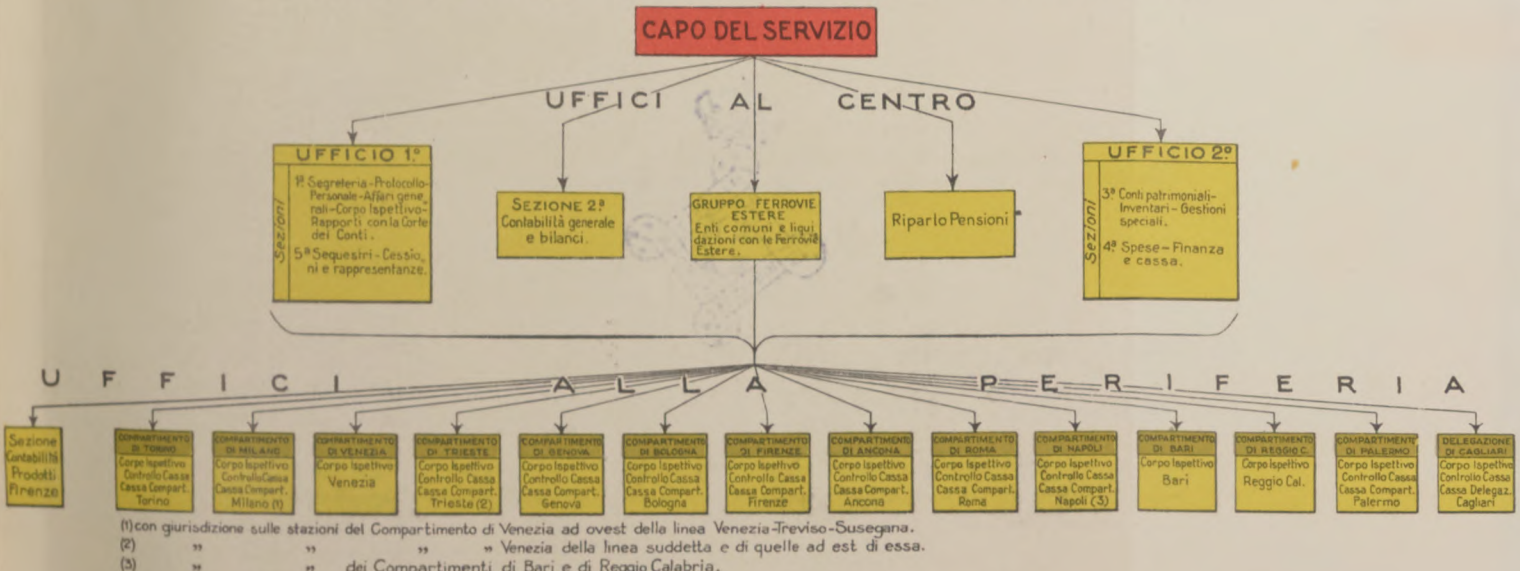 CAPO DEL SERVIZIO
UFFICI AL CENTRO
UFFICIO 1º
Sezioni
1ª Segreteria-Protocollo-
Personale-Affari gene_
rali-Corpo Ispettivo-
Rapporti con la Corte
dei Conti.
5ª Sequestri-Cessio_
ni e rappresentanze.
SEZIONE 2ª
Contabilità generale
e bilanci.
GRUPPO FERROVIE
ESTERE
Enti comuni e liqui
dazioni con le Ferrovie
Estere.
Riparto Pensioni
UFFICIO 2º
Sezioni
3ª Conti patrimoniali-
Inventari-Gestioni
speciali.
4ª Spese-Finanza
e cassa.
UFFICI ALLA PERIFERIA
Sezione
Contabilità
Prodotti
Firenze
COMPARTIMENTO
DI TORINO
Corpo Ispettivo
Controllo Cassa
Cassa Compart.
Torino
COMPARTIMENTO
DI MILANO
Corpo Ispettivo
Controllo Cassa
Cassa Compart.
Milano (1)
COMPARTIMENTO
DI VENEZIA
Corpo Ispettivo
Venezia
COMPARTIMENTO
DI TRIESTE
Corpo Ispettivo
Controllo Cassa
Cassa Compart.
Trieste (2)
COMPARTIMENTO
DI GENOVA
Corpo Ispettivo
Controllo Cassa
Cassa Compart.
Genova
COMPARTIMENTO
DI BOLOGNA
Corpo Ispettivo
Controllo Cassa
Cassa Compart.
Bologna
COMPARTIMENTO
DI FIRENZE
Corpo Ispettivo
Controllo Cassa
Cassa Compart.
Firenze
COMPARTIMENTO
DI ANCONA
Corpo Ispettivo
Controllo Cassa
Cassa Compart.
Ancona
COMPARTIMENTO
DI ROMA
Corpo Ispettivo
Controllo Cassa
Cassa Compart.
Roma
COMPARTIMENTO
DI NAPOLI
Corpo Ispettivo
Controllo Cassa
Cassa Compart.
Napoli (3)
COMPARTIMENTO
DI BARI
Corpo Ispettivo
Bari
COMPARTIMENTO
DI REGGIO C.
Corpo Ispettivo
Reggio Cal.
COMPARTIMENTO
DI PALERMO
Corpo Ispettivo
Controllo Cassa
Cassa Compart.
Palermo
DELEGAZIONE
DI CAGLIARI
Corpo Ispettivo
Controllo Cassa
Cassa Delegaz.
Cagliari
(1) con giurisdizione sulle stazioni del Compartimento di Venezia ad ovest della linea Venezia-Treviso-Susegana.
(2) " " " " Venezia della linea suddetta e di quelle ad est di essa.
(3) " " dei Compartimenti di Bari e di Reggio Calabria.